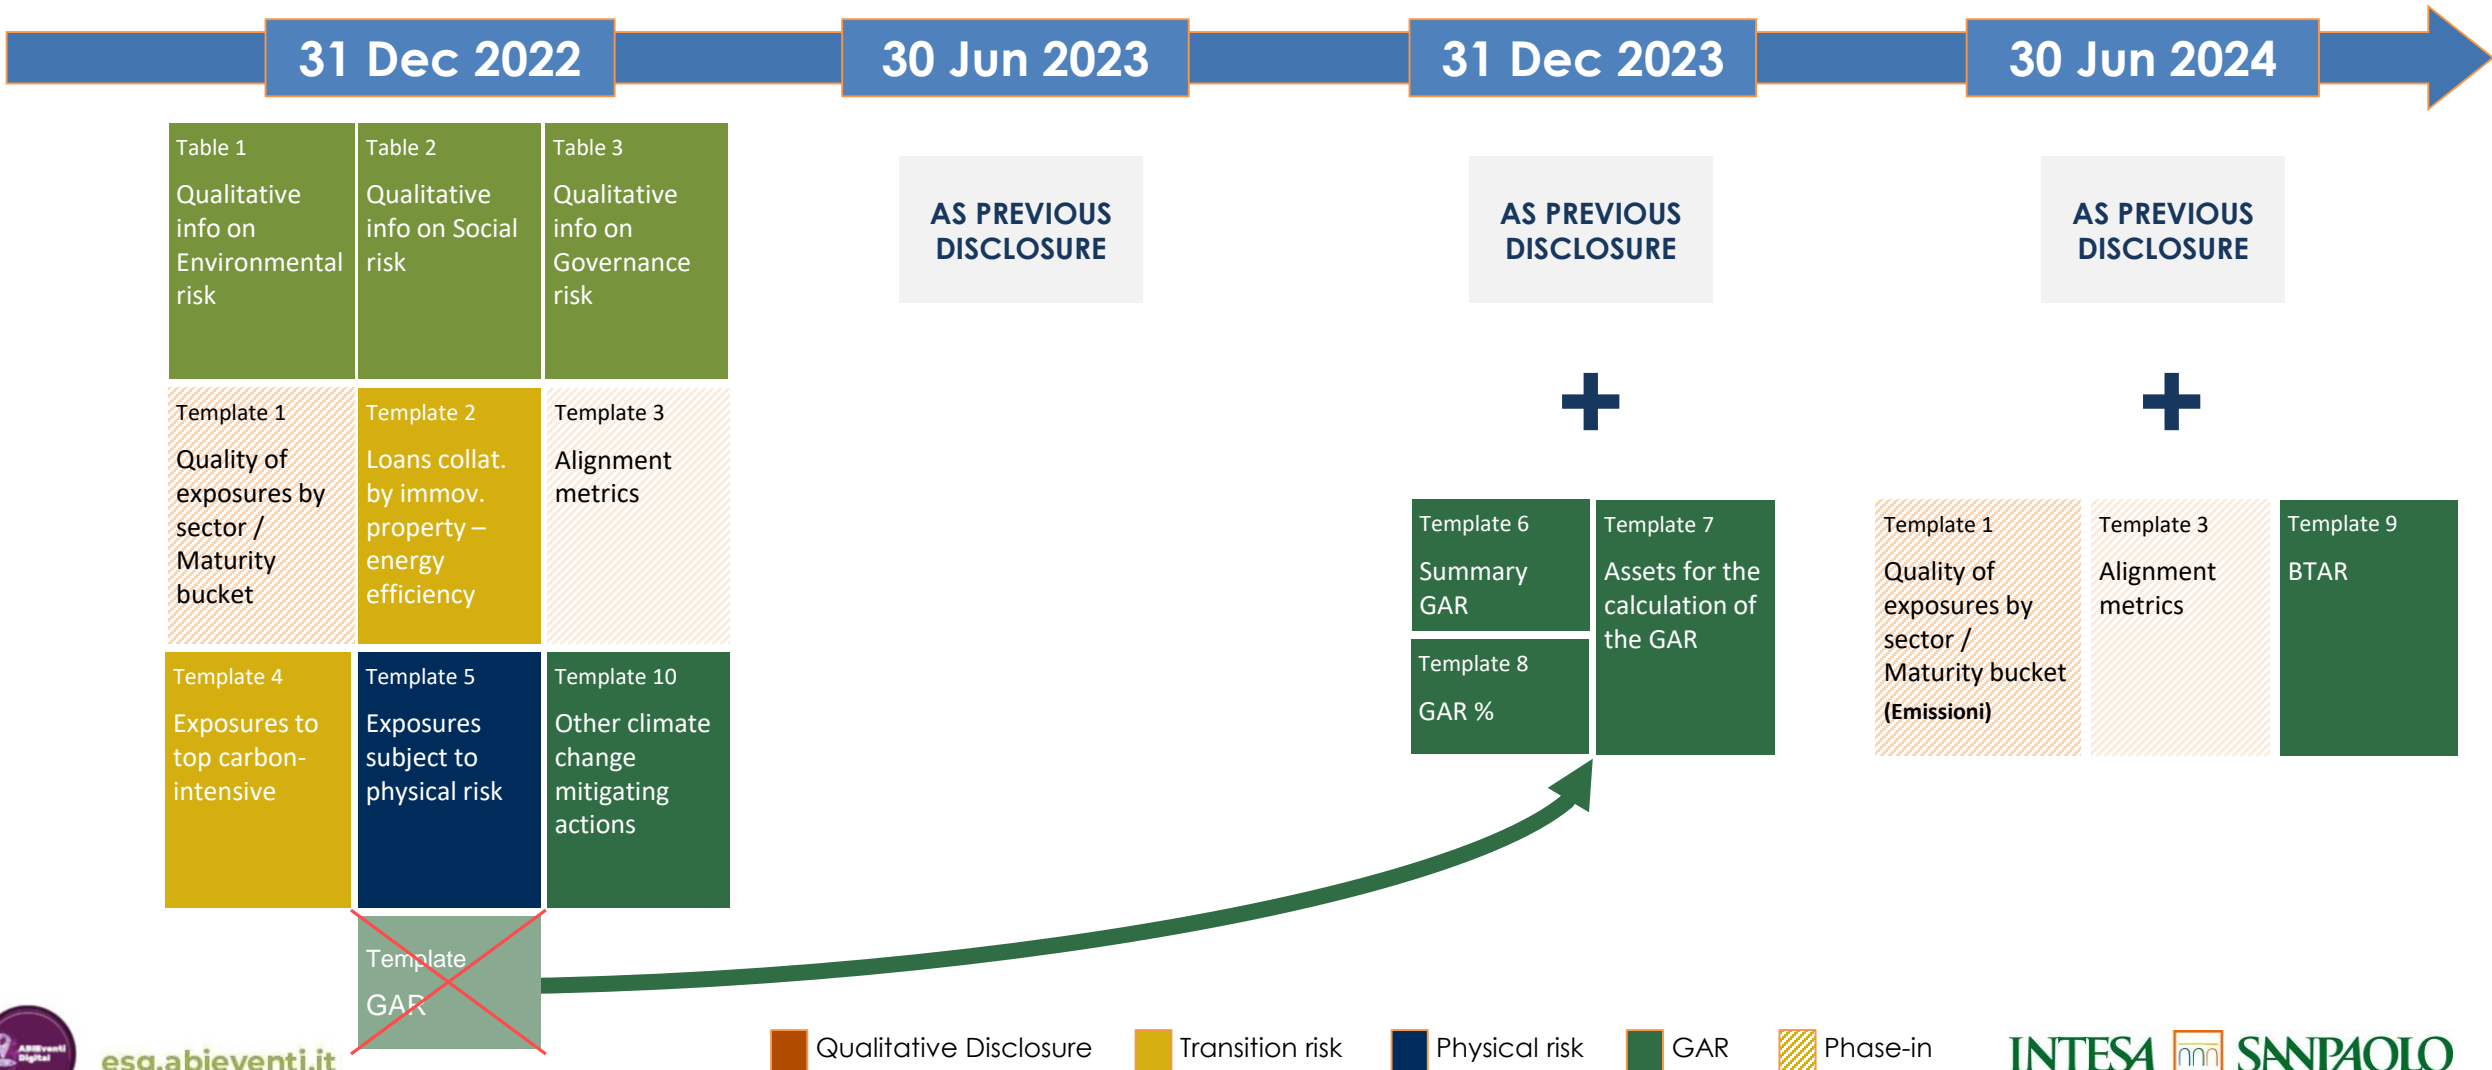 31 Dec 2022
30 Jun 2023
31 Dec 2023
30 Jun 2024
Table 1
Qualitative
info on
Environmental
risk
Table 2
Qualitative
info on Social
risk
Table 3
Qualitative
info on
Governance
risk
AS PREVIOUS
DISCLOSURE
AS PREVIOUS
DISCLOSURE
AS PREVIOUS
DISCLOSURE
+
+
Template 1
Quality of
exposures by
sector /
Maturity
bucket
Template 2
Loans collat.
by immov.
property –
energy
efficiency
Template 3
Alignment
metrics
Template 6
Summary
GAR
Template 7
Assets for the
calculation of
the GAR
Template 8
GAR %
Template 1
Quality of
exposures by
sector /
Maturity bucket
(Emissioni)
Template 3
Alignment
metrics
Template 9
BTAR
Template 4
Exposures to
top carbon-
intensive
Template 5
Exposures
subject to
physical risk
Template 10
Other climate
change
mitigating
actions
Template
GAR
ABIEventi
Digital
esg.abieventi.it
Qualitative Disclosure
Transition risk
Physical risk
GAR
Phase-in
INTESA SANPAOLO